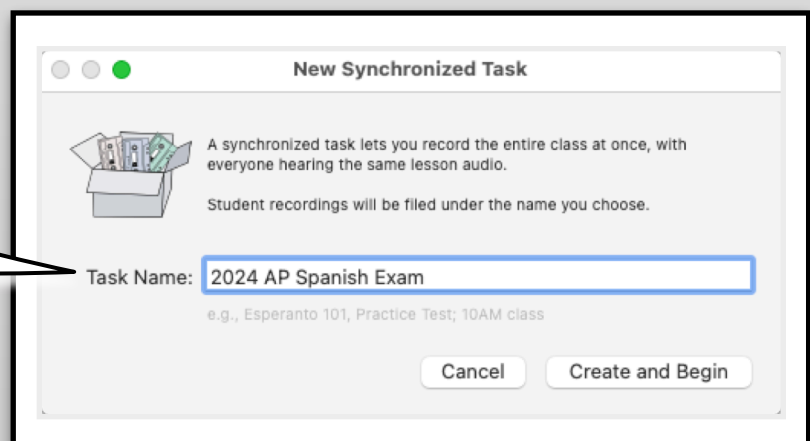 New Synchronized Task
A synchronized task lets you record the entire class at once, with
everyone hearing the same lesson audio.
Student recordings will be filed under the name you choose.
Task Name: 2024 AP Spanish Exam
e.g., Esperanto 101, Practice Test; 10AM class
Cancel Create and Begin